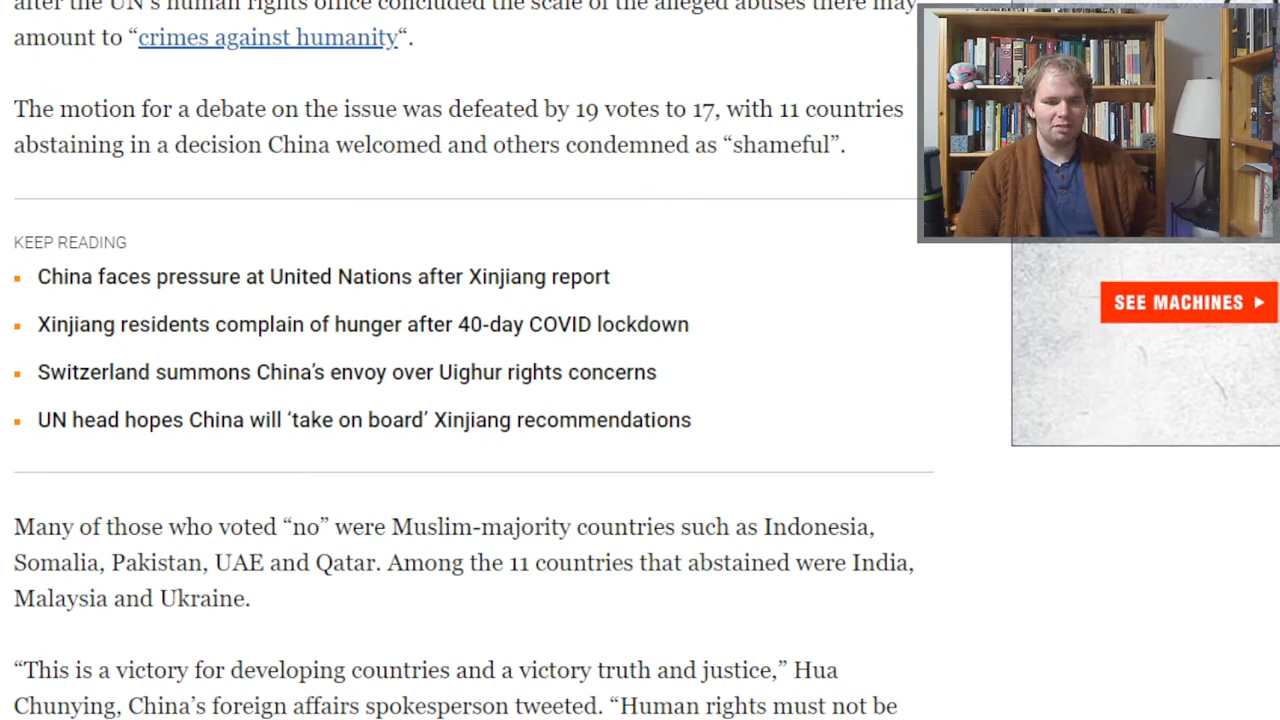 after the UN's human rights office concluded the scale of the alleged abuses there may
amount to “crimes against humanity“.
The motion for a debate on the issue was defeated by 19 votes to 17, with 11 countries
abstaining in a decision China welcomed and others condemned as “shameful”.
KEEP READING
China faces pressure at United Nations after Xinjiang report
Xinjiang residents complain of hunger after 40-day COVID lockdown
Switzerland summons China’s envoy over Uighur rights concerns
UN head hopes China will ‘take on board’ Xinjiang recommendations
SEE MACHINES
Many of those who voted “no” were Muslim-majority countries such as Indonesia,
Somalia, Pakistan, UAE and Qatar. Among the 11 countries that abstained were India,
Malaysia and Ukraine.
“This is a victory for developing countries and a victory truth and justice,” Hua
Chunying, China’s foreign affairs spokesperson tweeted. “Human rights must not be